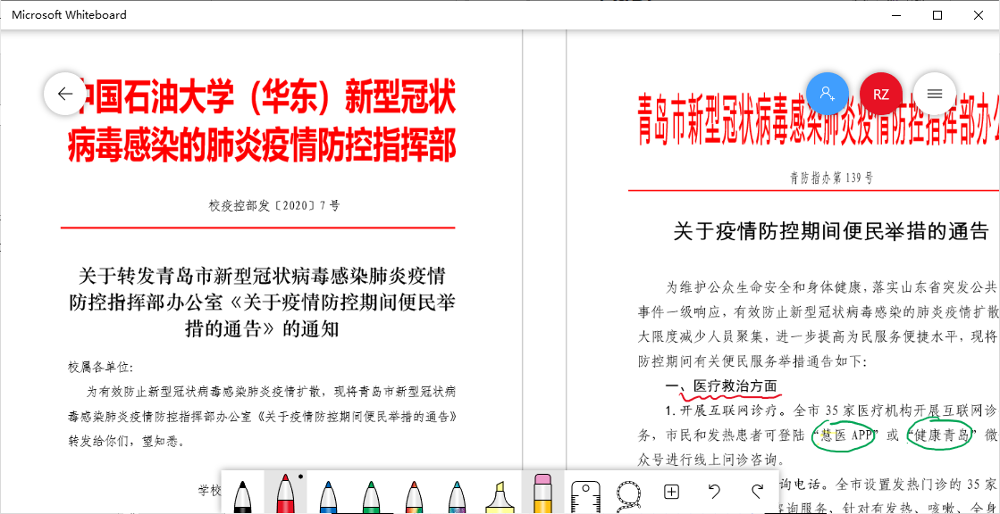 Microsoft Whiteboard
中国石油大学（华东）新型冠状
病毒感染的肺炎疫情防控指挥部
校疫控部发〔2020〕7 号
关于转发青岛市新型冠状病毒感染肺炎疫情
防控指挥部办公室《关于疫情防控期间便民举
措的通告》的通知
校属各单位：
为有效防止新型冠状病毒感染肺炎疫情扩散，现将青岛市新型冠状病
毒感染肺炎疫情防控指挥部办公室《关于疫情防控期间便民举措的通告》
转发给你们，望知悉。
学校
RZ
青岛市新型冠状病毒感染肺炎疫情防控指挥部办
青防指办第 139 号
关于疫情防控期间便民举措的通告
为维护公众生命安全和身体健康，落实山东省突发公共
事件一级响应，有效防止新型冠状病毒感染的肺炎疫情扩散
大限度减少人员聚集，进一步提高为民服务便捷水平，现将
防控期间有关便民服务举措通告如下：
一、医疗救治方面
1. 开展互联网诊疗。全市 35 家医疗机构开展互联网诊
务，市民和发热患者可登陆“慧医 APP”或“健康青岛”微
众号进行线上问诊咨询。
询电话。全市设置发热门诊的 35 家
咨询服务，针对有发热、咳嗽、全身